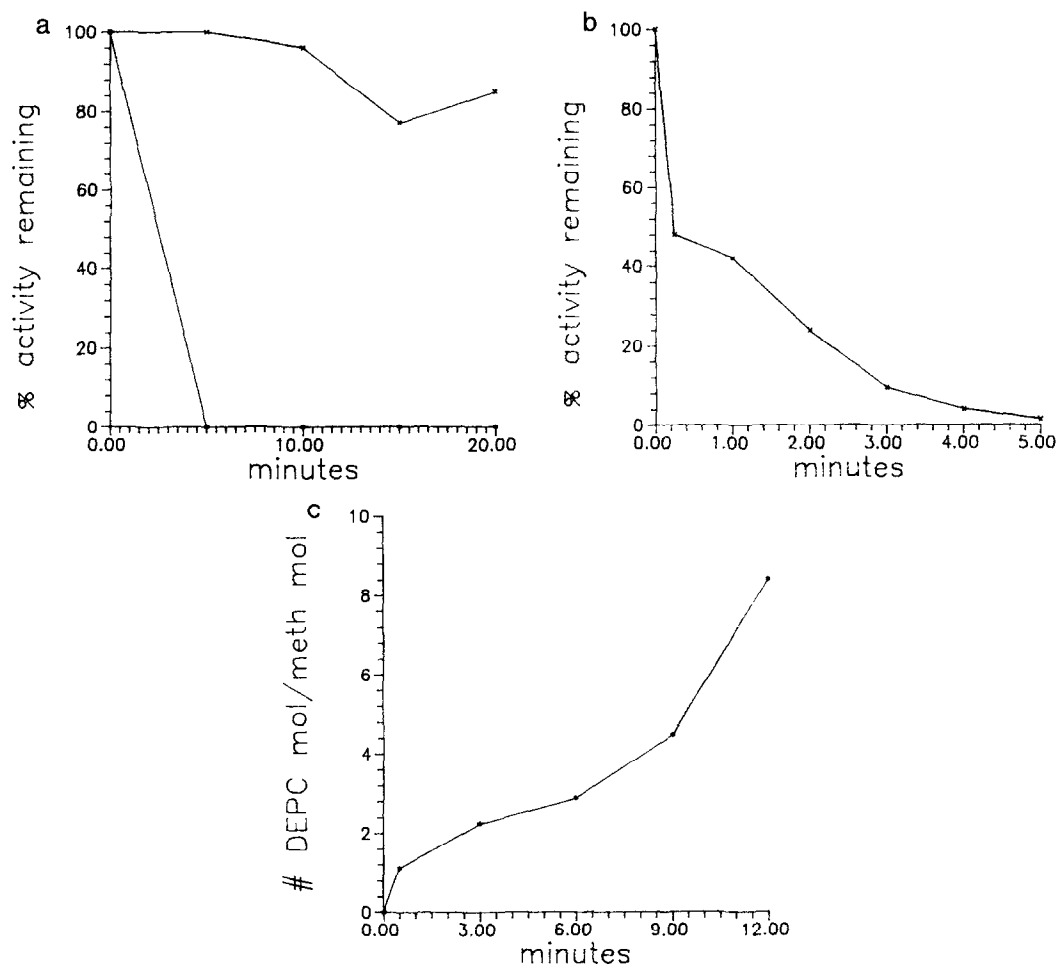 a
100
80
60
40
20
0
% activity remaining
0.00 10.00 20.00
minutes
b
100
80
60
40
20
0
% activity remaining
0.00 1.00 2.00 3.00 4.00 5.00
minutes
c
10
8
6
4
2
0
# DEPC mol/meth mol
0.00 3.00 6.00 9.00 12.00
minutes